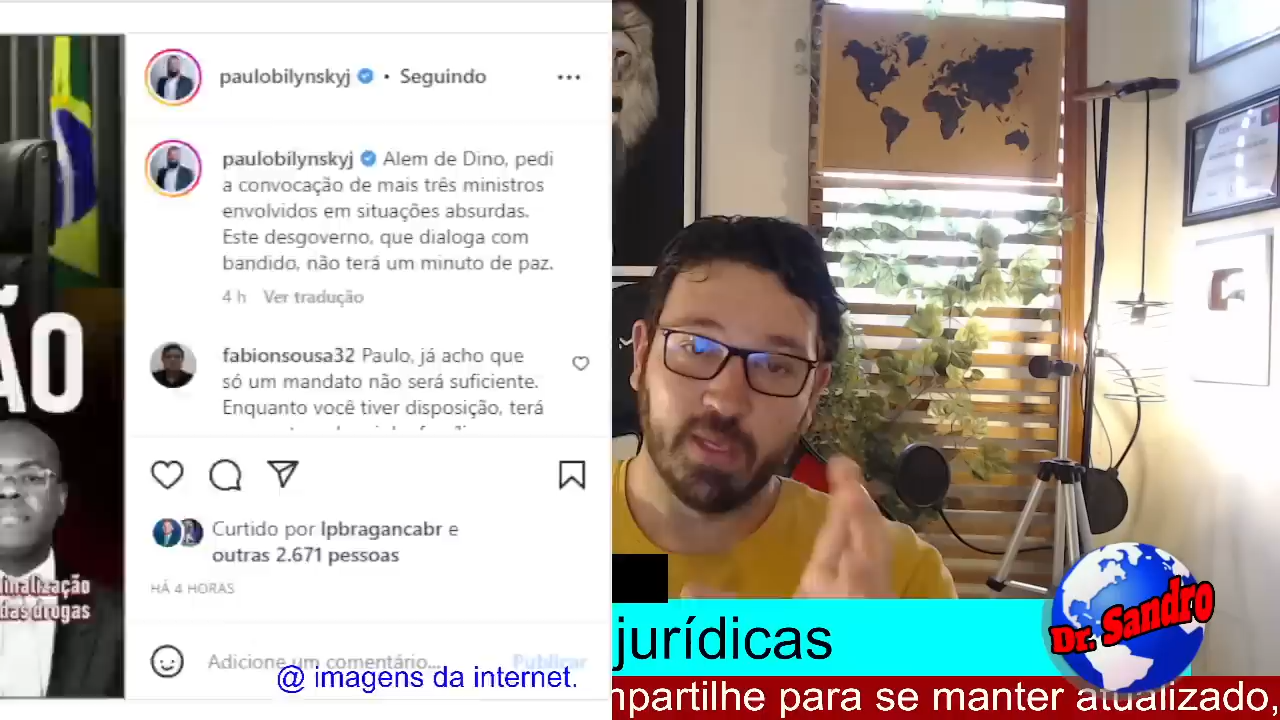 paulobilynskyj • Seguindo
paulobilynskyj Alem de Dino, pedi
a convocação de mais três ministros
envolvidos em situações absurdas.
Este desgoverno, que dialoga com
bandido, não terá um minuto de paz.
4 h Ver tradução
fabionsousa32 Paulo, já acho que
só um mandato não será suficiente.
Enquanto você tiver disposição, terá
Curtido por lpbragancabr e
outras 2.671 pessoas
HÁ 4 HORAS
Adicione um comentário...
Publicar
@ imagens da internet.
ÃO
das drogas
jurídicas
Dr. Sandro
mpartilhe para se manter atualizado,